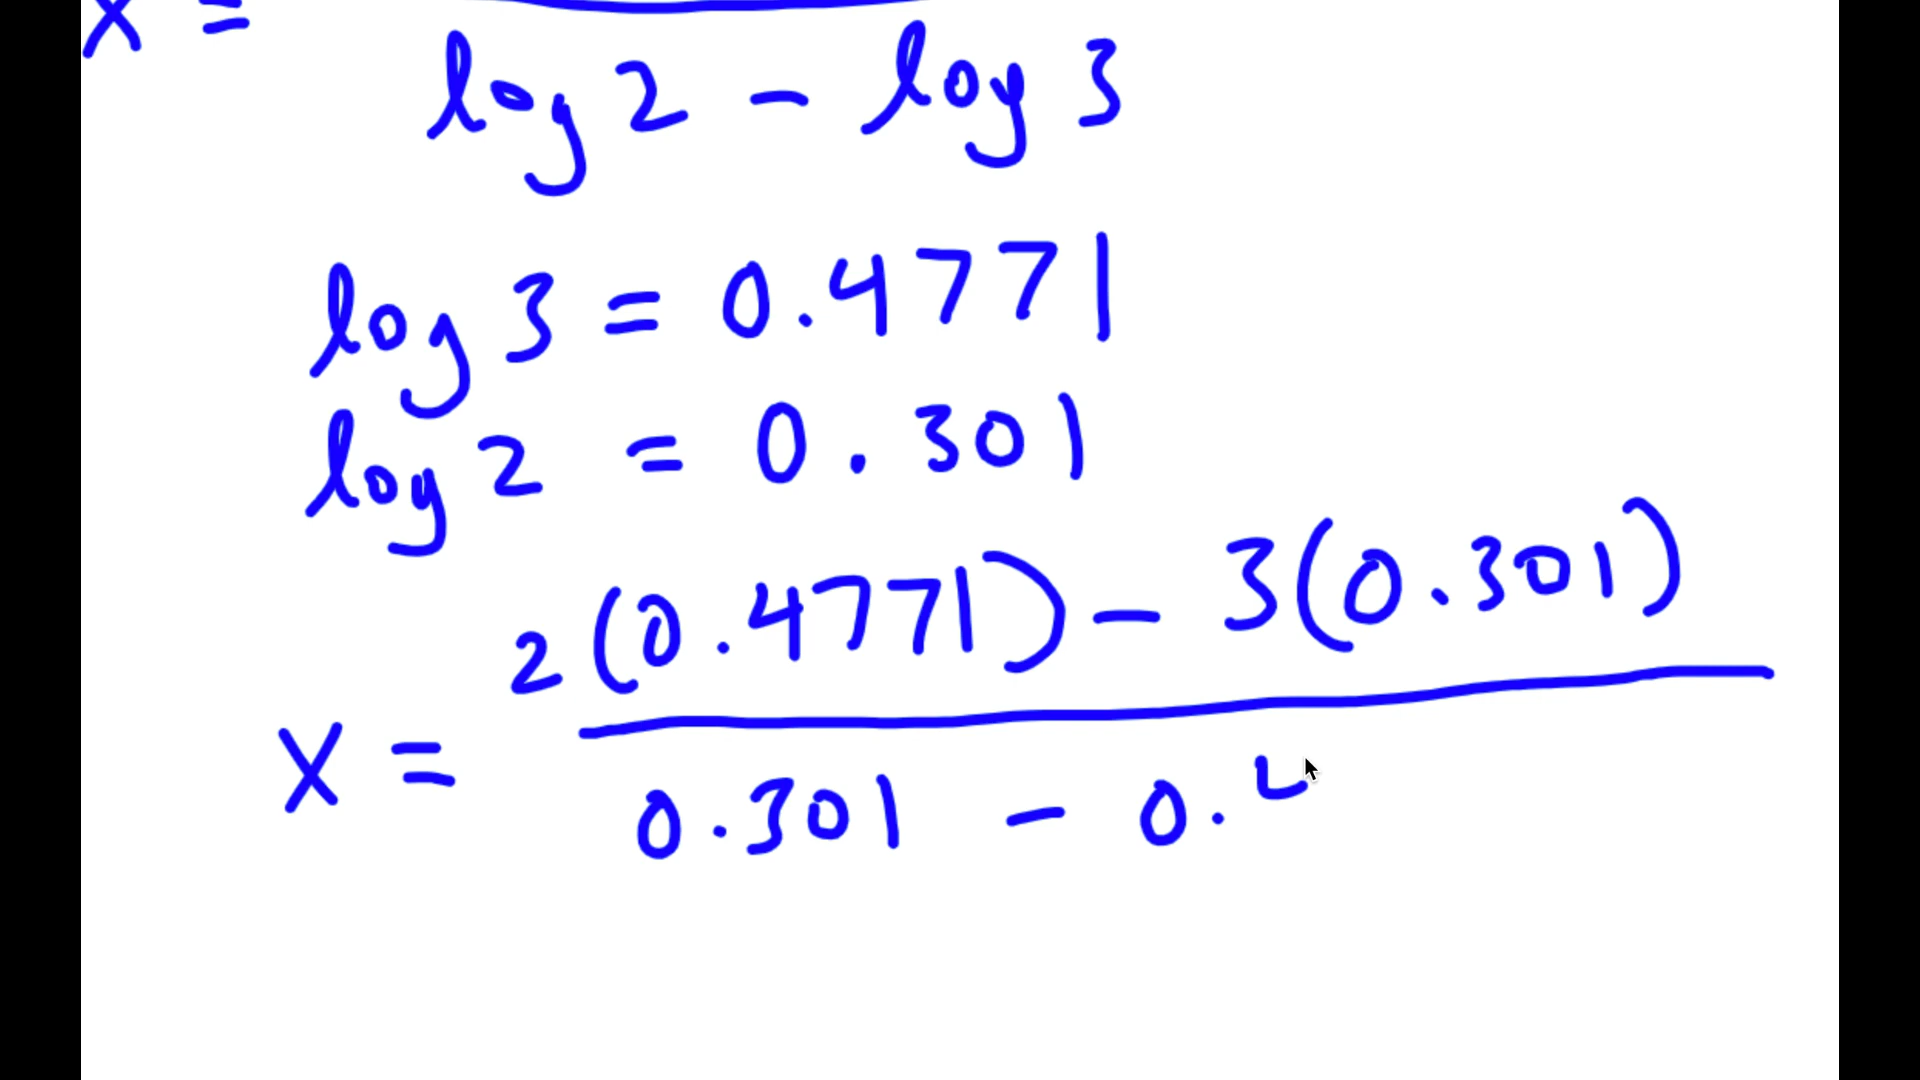 x =
log 2 - log 3
log 3 = 0.4771
log 2 = 0.301
2(0.4771) - 3(0.301)
x =
0.301 - 0.4